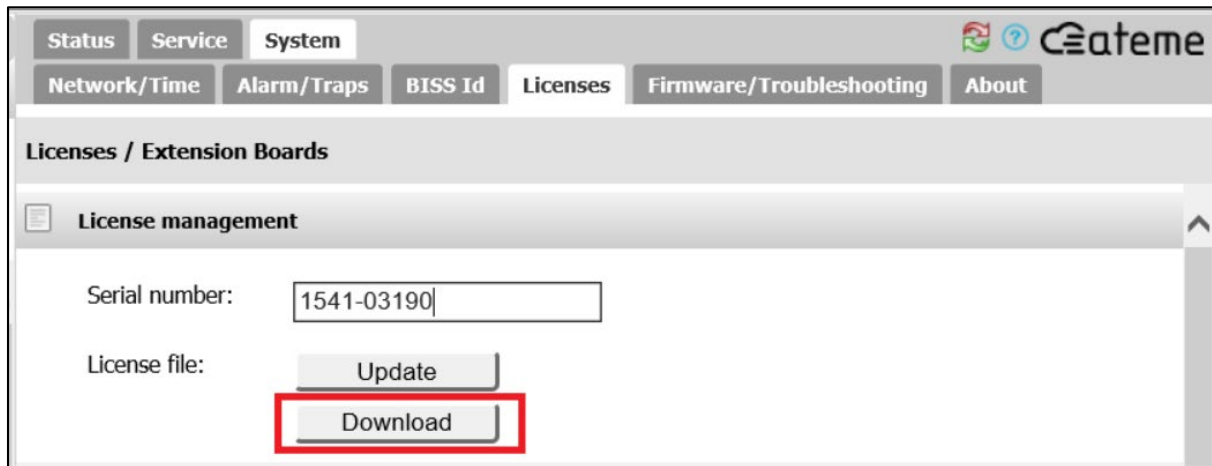 Status Service System ateme
Network/Time Alarm/Traps BISS Id Licenses Firmware/Troubleshooting About
Licenses / Extension Boards
License management
Serial number: 1541-03190
License file: Update
Download